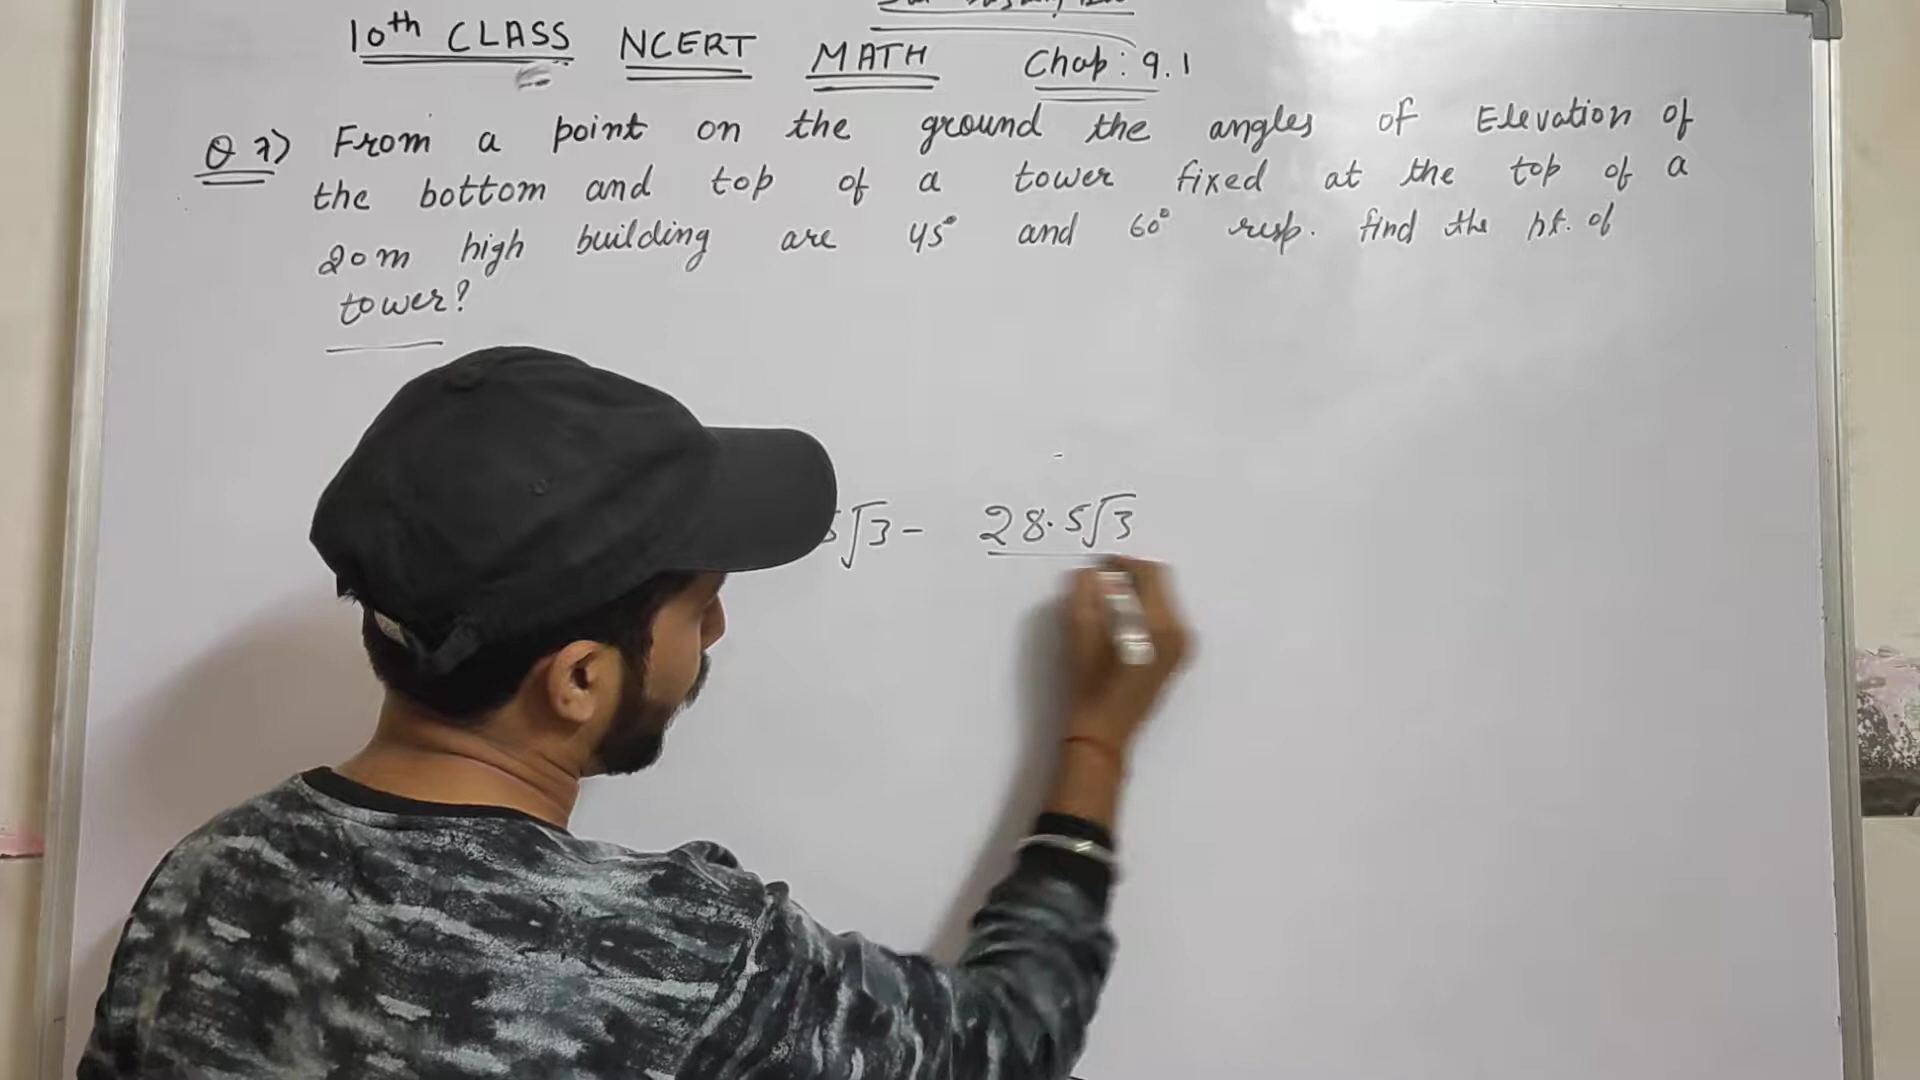 10th CLASS NCERT MATH Chap: 9.1
Q 7) From a point on the ground the angles of Elevation of
the bottom and top of a tower fixed at the top of a
20m high building are 45° and 60° resp. find the ht. of
tower?
√3 - 28.5√3